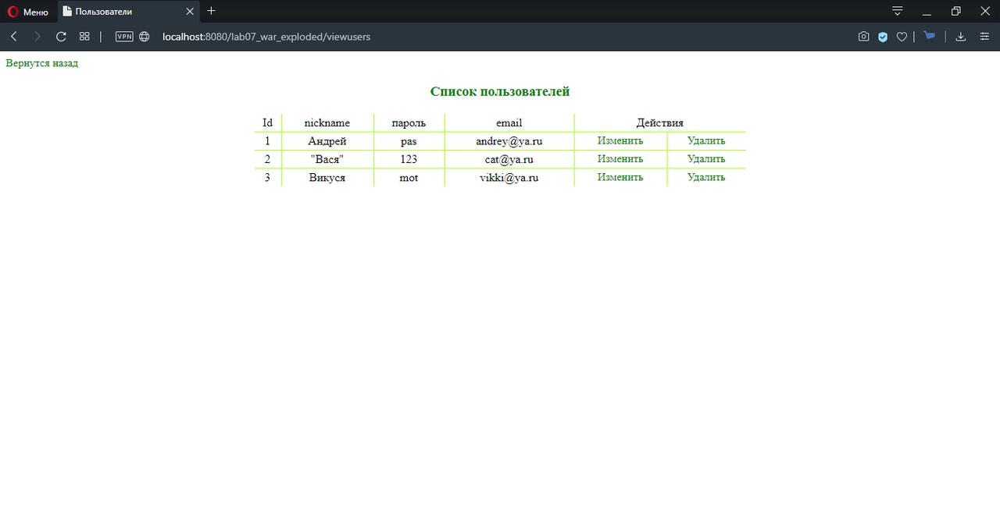 Меню Пользователи
VPN localhost:8080/lab07_war_exploded/viewusers
Вернутся назад
Список пользователей
Id nickname пароль email Действия
1 Андрей pas andrey@ya.ru Изменить Удалить
2 "Вася" 123 cat@ya.ru Изменить Удалить
3 Викуся mot vikki@ya.ru Изменить Удалить